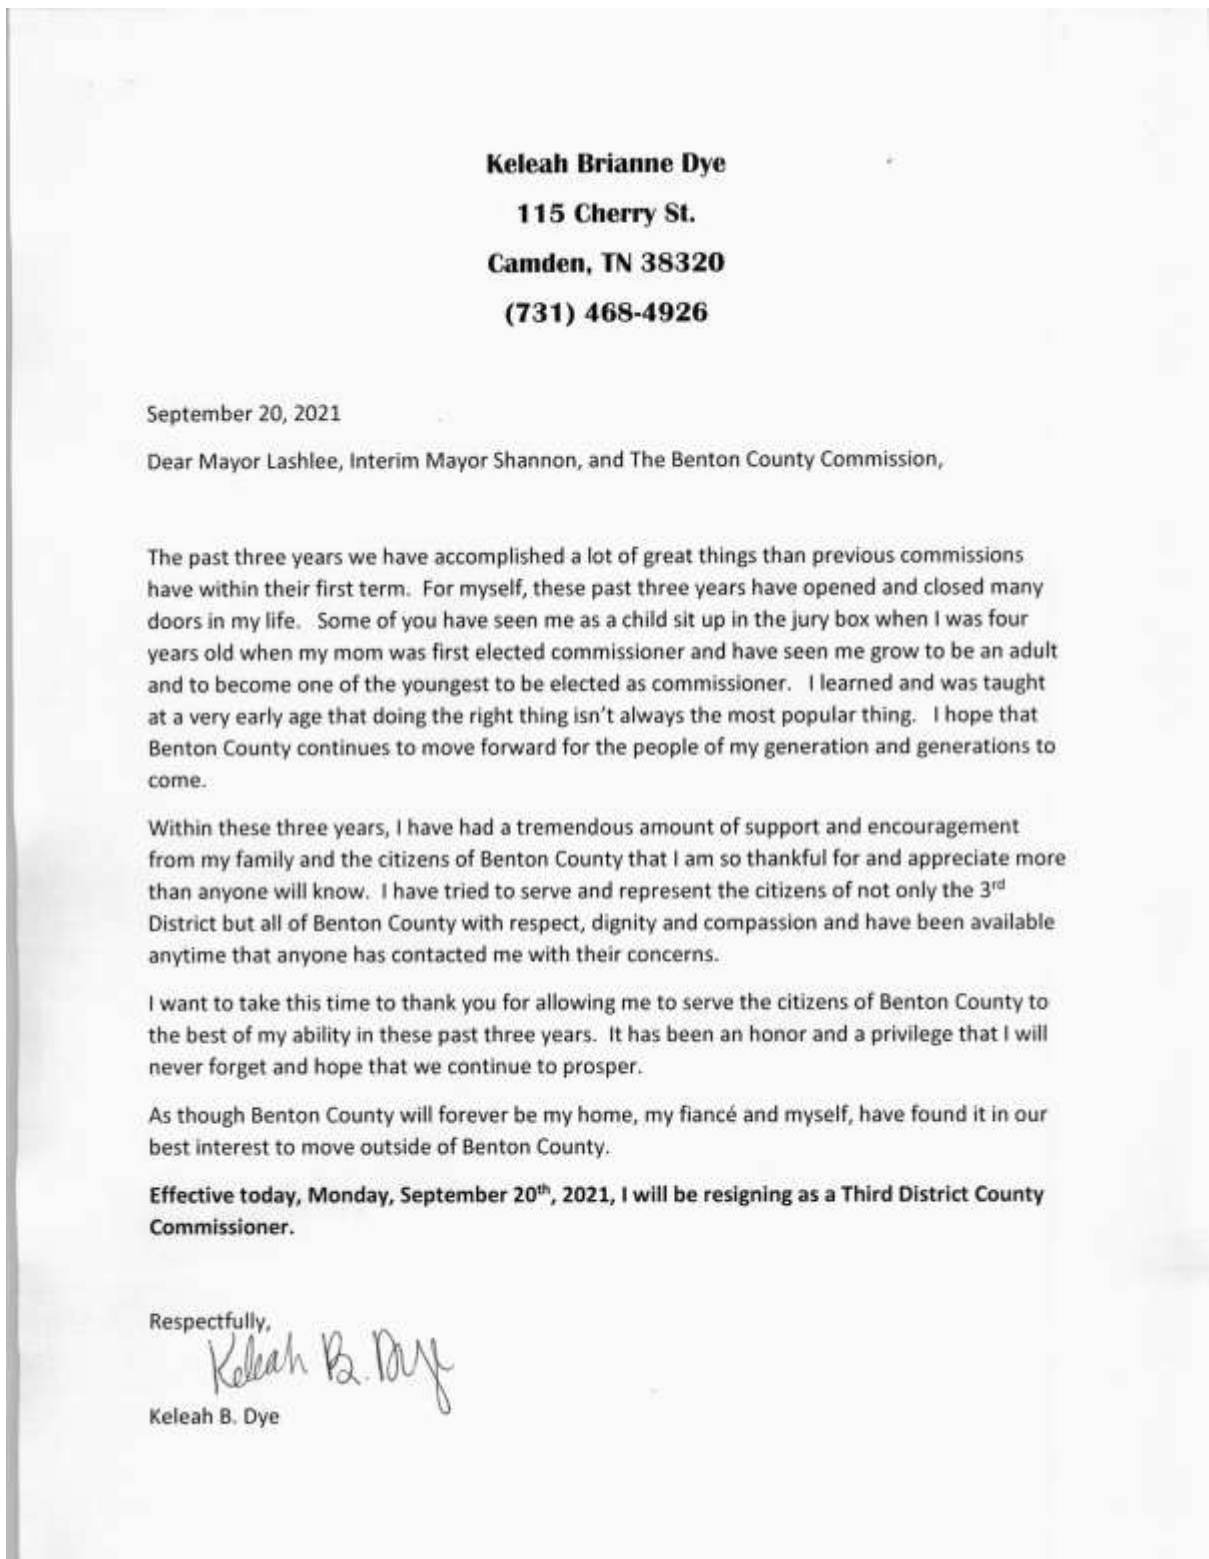 Keleah Brianne Dye
115 Cherry St.
Camden, TN 38320
(731) 468-4926
September 20, 2021
Dear Mayor Lashlee, Interim Mayor Shannon, and The Benton County Commission,
The past three years we have accomplished a lot of great things than previous commissions
have within their first term.  For myself, these past three years have opened and closed many
doors in my life.   Some of you have seen me as a child sit up in the jury box when I was four
years old when my mom was first elected commissioner and have seen me grow to be an adult
and to become one of the youngest to be elected as commissioner.   I learned and was taught
at a very early age that doing the right thing isn't always the most popular thing.   I hope that
Benton County continues to move forward for the people of my generation and generations to
come.
Within these three years, I have had a tremendous amount of support and encouragement
from my family and the citizens of Benton County that I am so thankful for and appreciate more
than anyone will know.  I have tried to serve and represent the citizens of not only the 3rd
District but all of Benton County with respect, dignity and compassion and have been available
anytime that anyone has contacted me with their concerns.
I want to take this time to thank you for allowing me to serve the citizens of Benton County to
the best of my ability in these past three years.  It has been an honor and a privilege that I will
never forget and hope that we continue to prosper.
As though Benton County will forever be my home, my fiancé and myself, have found it in our
best interest to move outside of Benton County.
Effective today, Monday, September 20th, 2021, I will be resigning as a Third District County
Commissioner.
Respectfully,
Keleah B. Dye
Keleah B. Dye